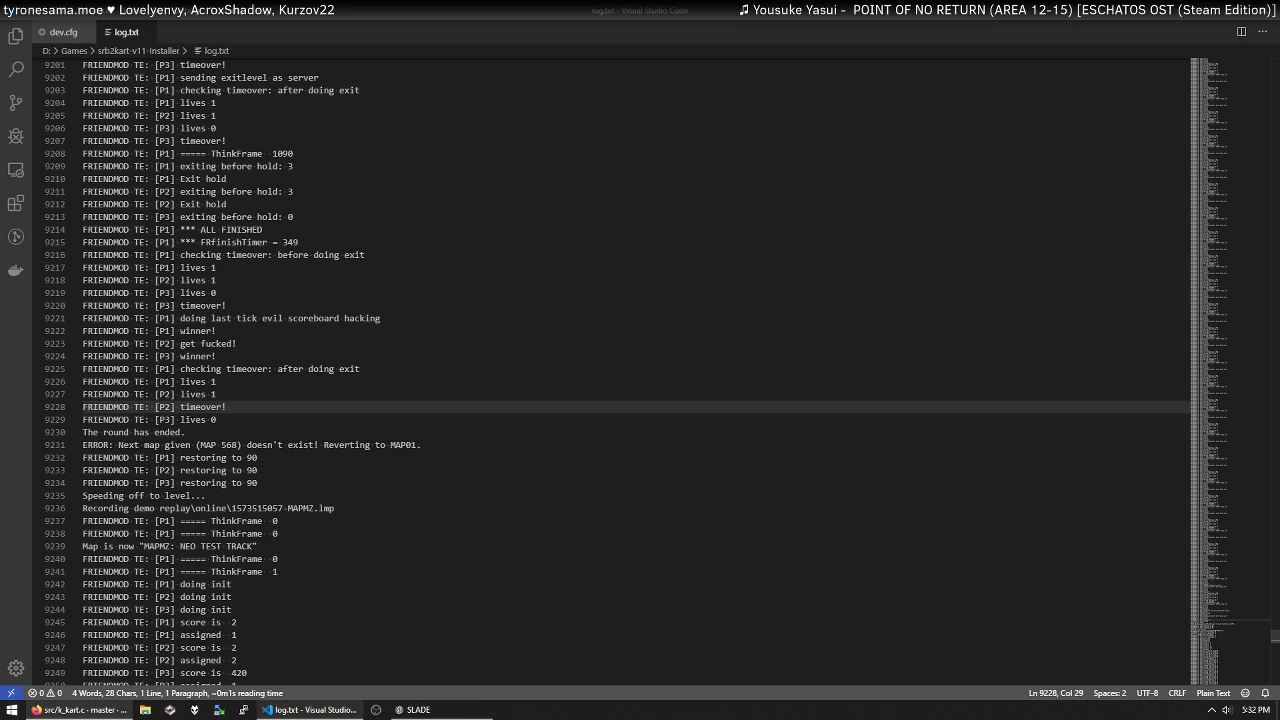 tyronesama.moe ♥ Lovelyenvy, AcroxShadow, Kurzov22
log.txt - Visual Studio Code
♫ Yousuke Yasui - POINT OF NO RETURN (AREA 12-5) [ESCHATOS OST (Steam Edition)]
dev.cfg
log.txt
D: > Games > srb2kart-v11-Installer > log.txt
9201 FRIENDMOD TE: [P3] timeover!
9202 FRIENDMOD TE: [P1] sending exitlevel as server
9203 FRIENDMOD TE: [P1] checking timeover: after doing exit
9204 FRIENDMOD TE: [P1] lives 1
9205 FRIENDMOD TE: [P2] lives 1
9206 FRIENDMOD TE: [P3] lives 0
9207 FRIENDMOD TE: [P3] timeover!
9208 FRIENDMOD TE: [P1] ===== ThinkFrame 1090
9209 FRIENDMOD TE: [P1] exiting before hold: 3
9210 FRIENDMOD TE: [P1] Exit hold
9211 FRIENDMOD TE: [P2] exiting before hold: 3
9212 FRIENDMOD TE: [P2] Exit hold
9213 FRIENDMOD TE: [P3] exiting before hold: 0
9214 FRIENDMOD TE: [P1] *** ALL FINISHED
9215 FRIENDMOD TE: [P1] *** FRfinishTimer = 349
9216 FRIENDMOD TE: [P1] checking timeover: before doing exit
9217 FRIENDMOD TE: [P1] lives 1
9218 FRIENDMOD TE: [P2] lives 1
9219 FRIENDMOD TE: [P3] lives 0
9220 FRIENDMOD TE: [P3] timeover!
9221 FRIENDMOD TE: [P1] doing last tick evil scoreboard hacking
9222 FRIENDMOD TE: [P1] winner!
9223 FRIENDMOD TE: [P2] get fucked!
9224 FRIENDMOD TE: [P3] winner!
9225 FRIENDMOD TE: [P1] checking timeover: after doing exit
9226 FRIENDMOD TE: [P1] lives 1
9227 FRIENDMOD TE: [P2] lives 1
9228 FRIENDMOD TE: [P2] timeover!
9229 FRIENDMOD TE: [P3] lives 0
9230 The round has ended.
9231 ERROR: Next map given (MAP 568) doesn't exist! Reverting to MAP01.
9232 FRIENDMOD TE: [P1] restoring to 90
9233 FRIENDMOD TE: [P2] restoring to 90
9234 FRIENDMOD TE: [P3] restoring to 90
9235 Speeding off to level...
9236 Recording demo replay\online\1573515057-MAPMZ.lmp
9237 FRIENDMOD TE: [P1] ===== ThinkFrame 0
9238 FRIENDMOD TE: [P1] ===== ThinkFrame 0
9239 Map is now "MAPMZ: NEO TEST TRACK"
9240 FRIENDMOD TE: [P1] ===== ThinkFrame 0
9241 FRIENDMOD TE: [P1] ===== ThinkFrame 1
9242 FRIENDMOD TE: [P1] doing init
9243 FRIENDMOD TE: [P2] doing init
9244 FRIENDMOD TE: [P3] doing init
9245 FRIENDMOD TE: [P1] score is 2
9246 FRIENDMOD TE: [P1] assigned 1
9247 FRIENDMOD TE: [P2] score is 2
9248 FRIENDMOD TE: [P2] assigned 2
9249 FRIENDMOD TE: [P3] score is 420
0 0 4 Words, 28 Chars, 1 Line, 1 Paragraph, ~0m1s reading time
Ln 9228, Col 29 Spaces: 2 UTF-8 CRLF Plain Text
src/k_kart.c · master · ...
log.txt - Visual Studio...
SLADE
5:32 PM